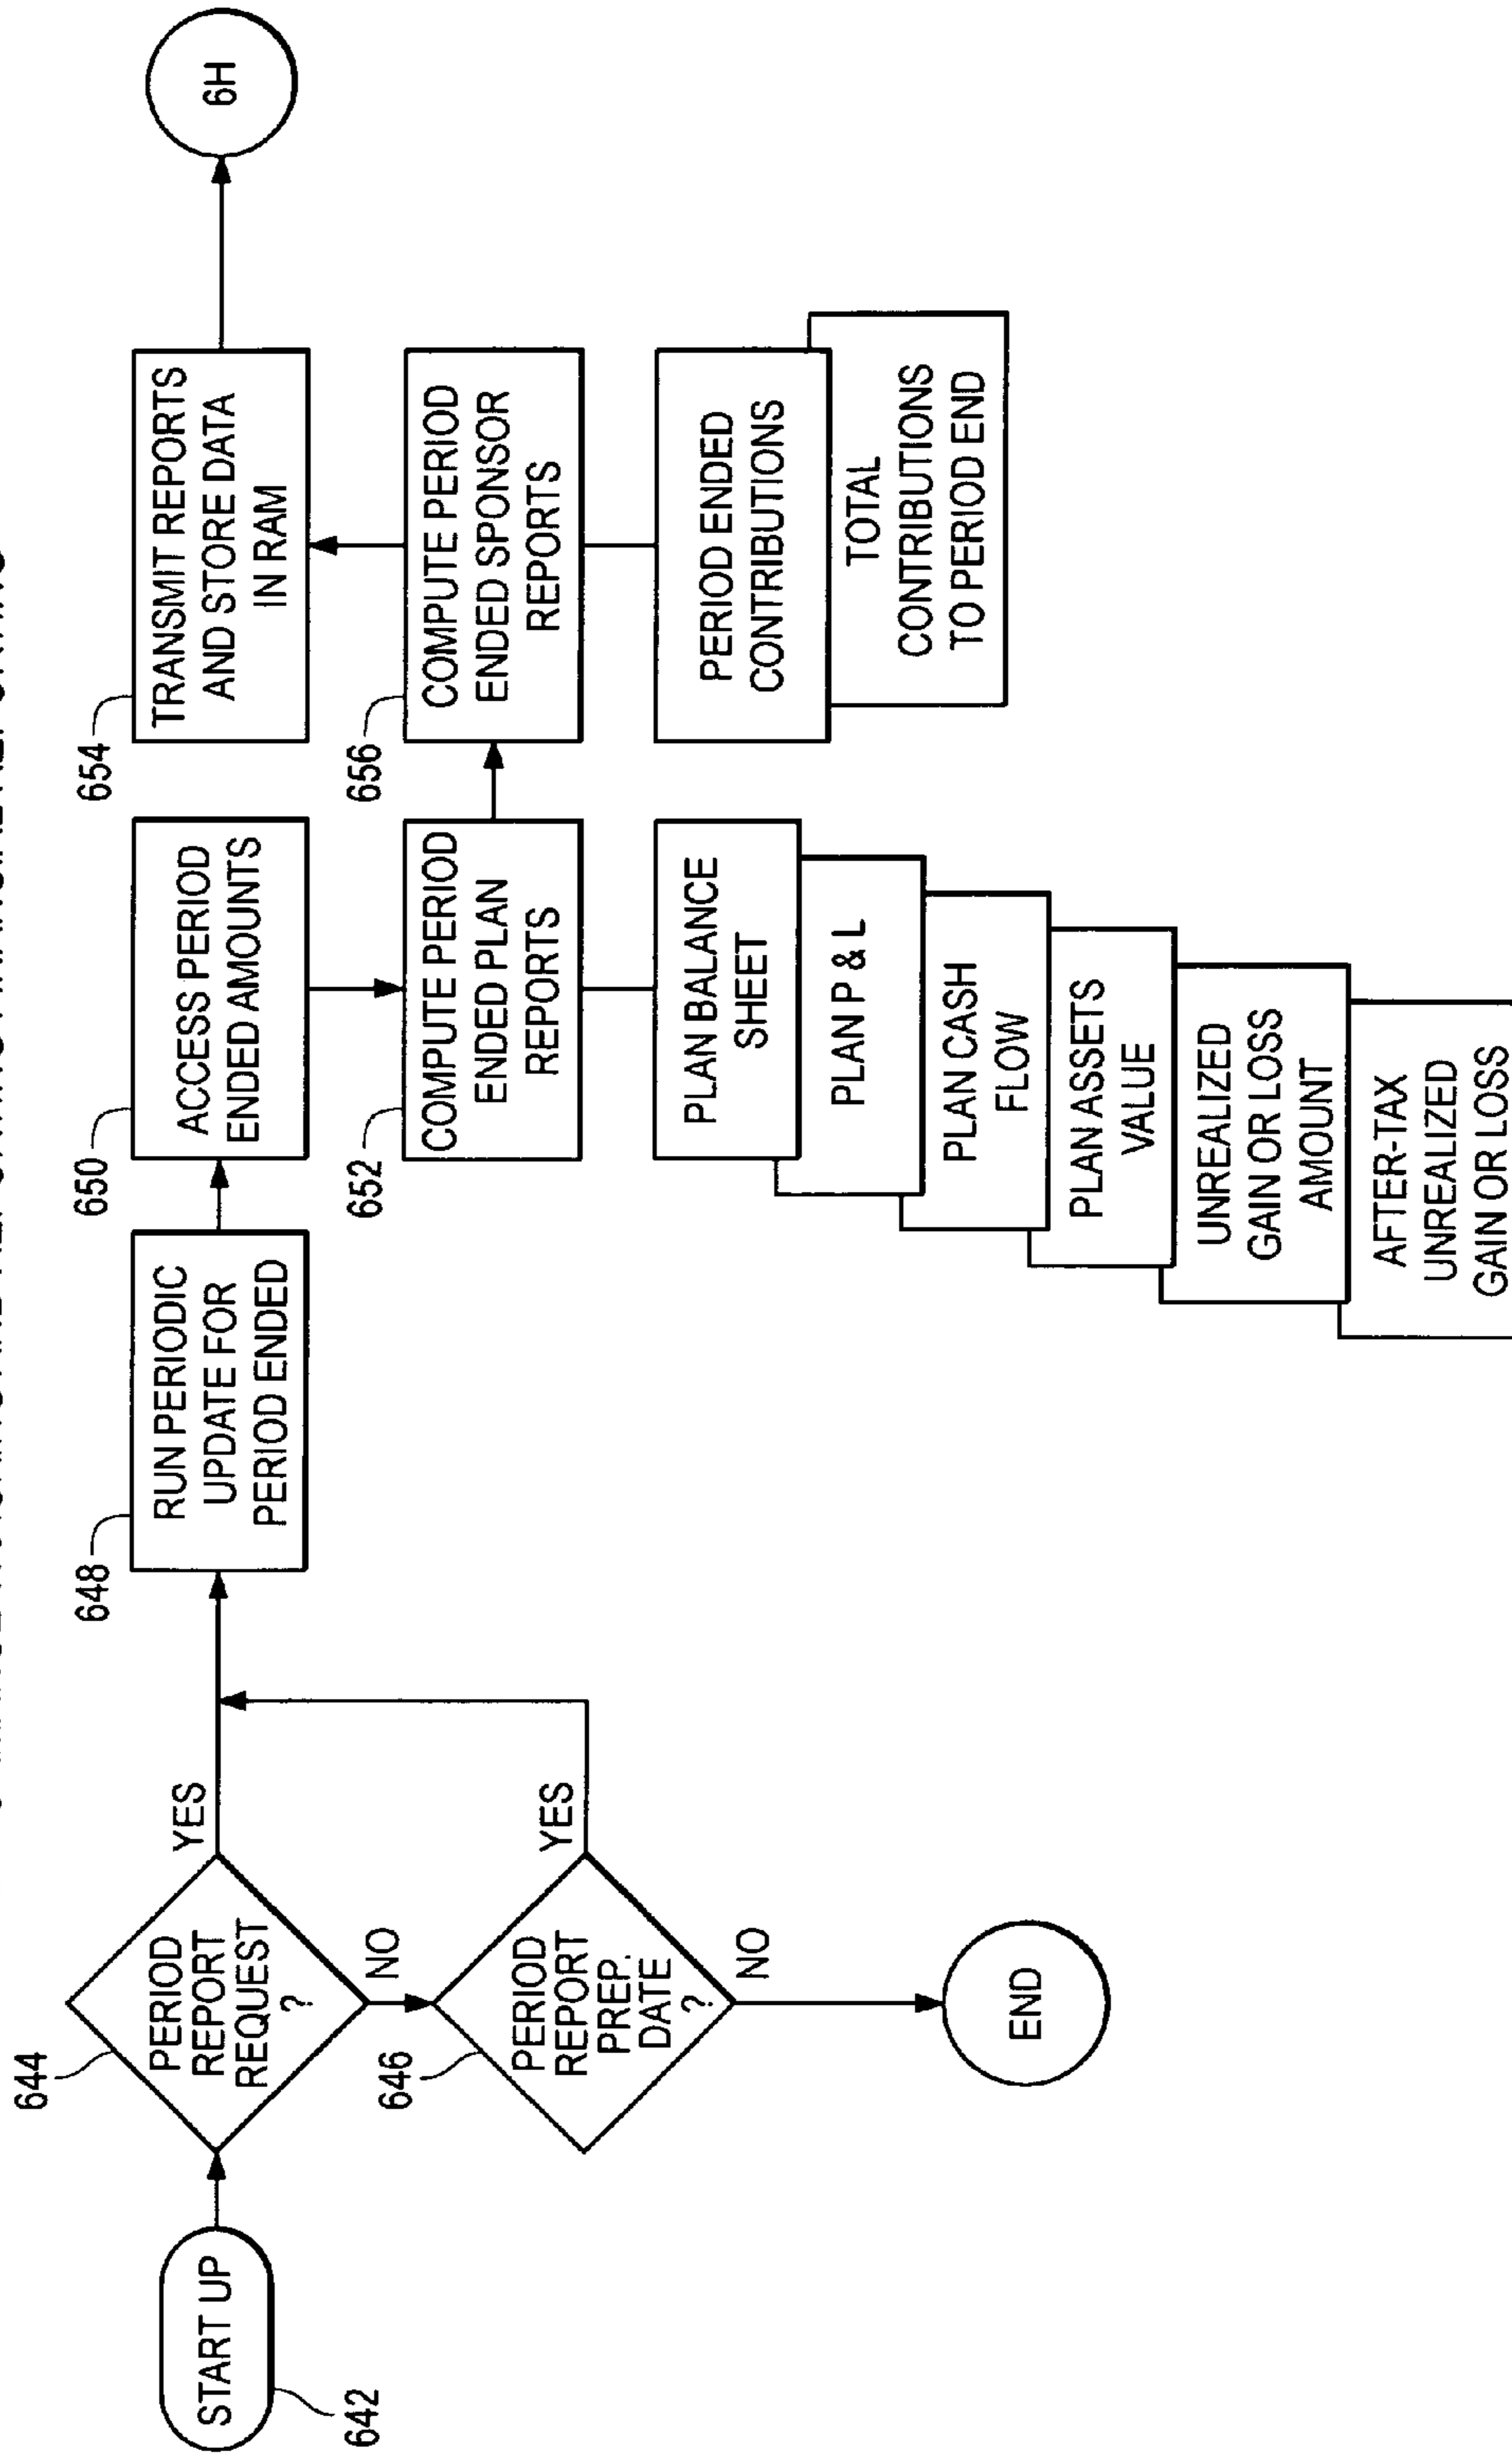 START UP
642
644
PERIOD
REPORT
REQUEST
?
YES
NO
646
PERIOD
REPORT
PREP.
DATE
?
YES
NO
END
648
RUN PERIODIC
UPDATE FOR
PERIOD ENDED
650
ACCESS PERIOD
ENDED AMOUNTS
652
COMPUTE PERIOD
ENDED PLAN
REPORTS
PLAN BALANCE
SHEET
PLAN P & L
PLAN CASH
FLOW
PLAN ASSETS
VALUE
UNREALIZED
GAIN OR LOSS
AMOUNT
AFTER-TAX
UNREALIZED
GAIN OR LOSS
654
TRANSMIT REPORTS
AND STORE DATA
IN RAM
656
COMPUTE PERIOD
ENDED SPONSOR
REPORTS
PERIOD ENDED
CONTRIBUTIONS
TOTAL
CONTRIBUTIONS
TO PERIOD END
6H